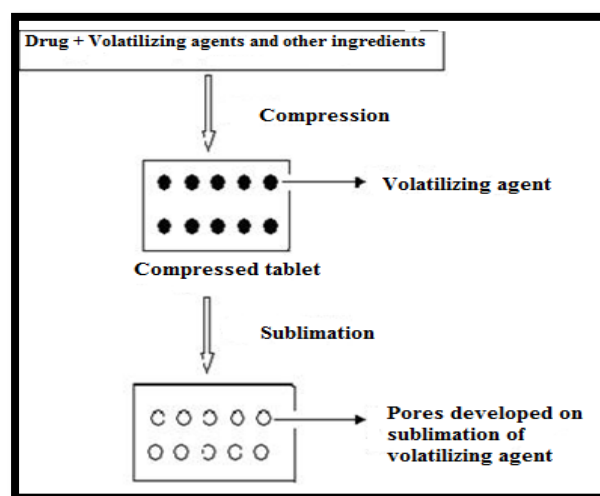 Drug + Volatilizing agents and other ingredients
Compression
Volatilizing agent
Compressed tablet
Sublimation
Pores developed on
sublimation of
volatilizing agent